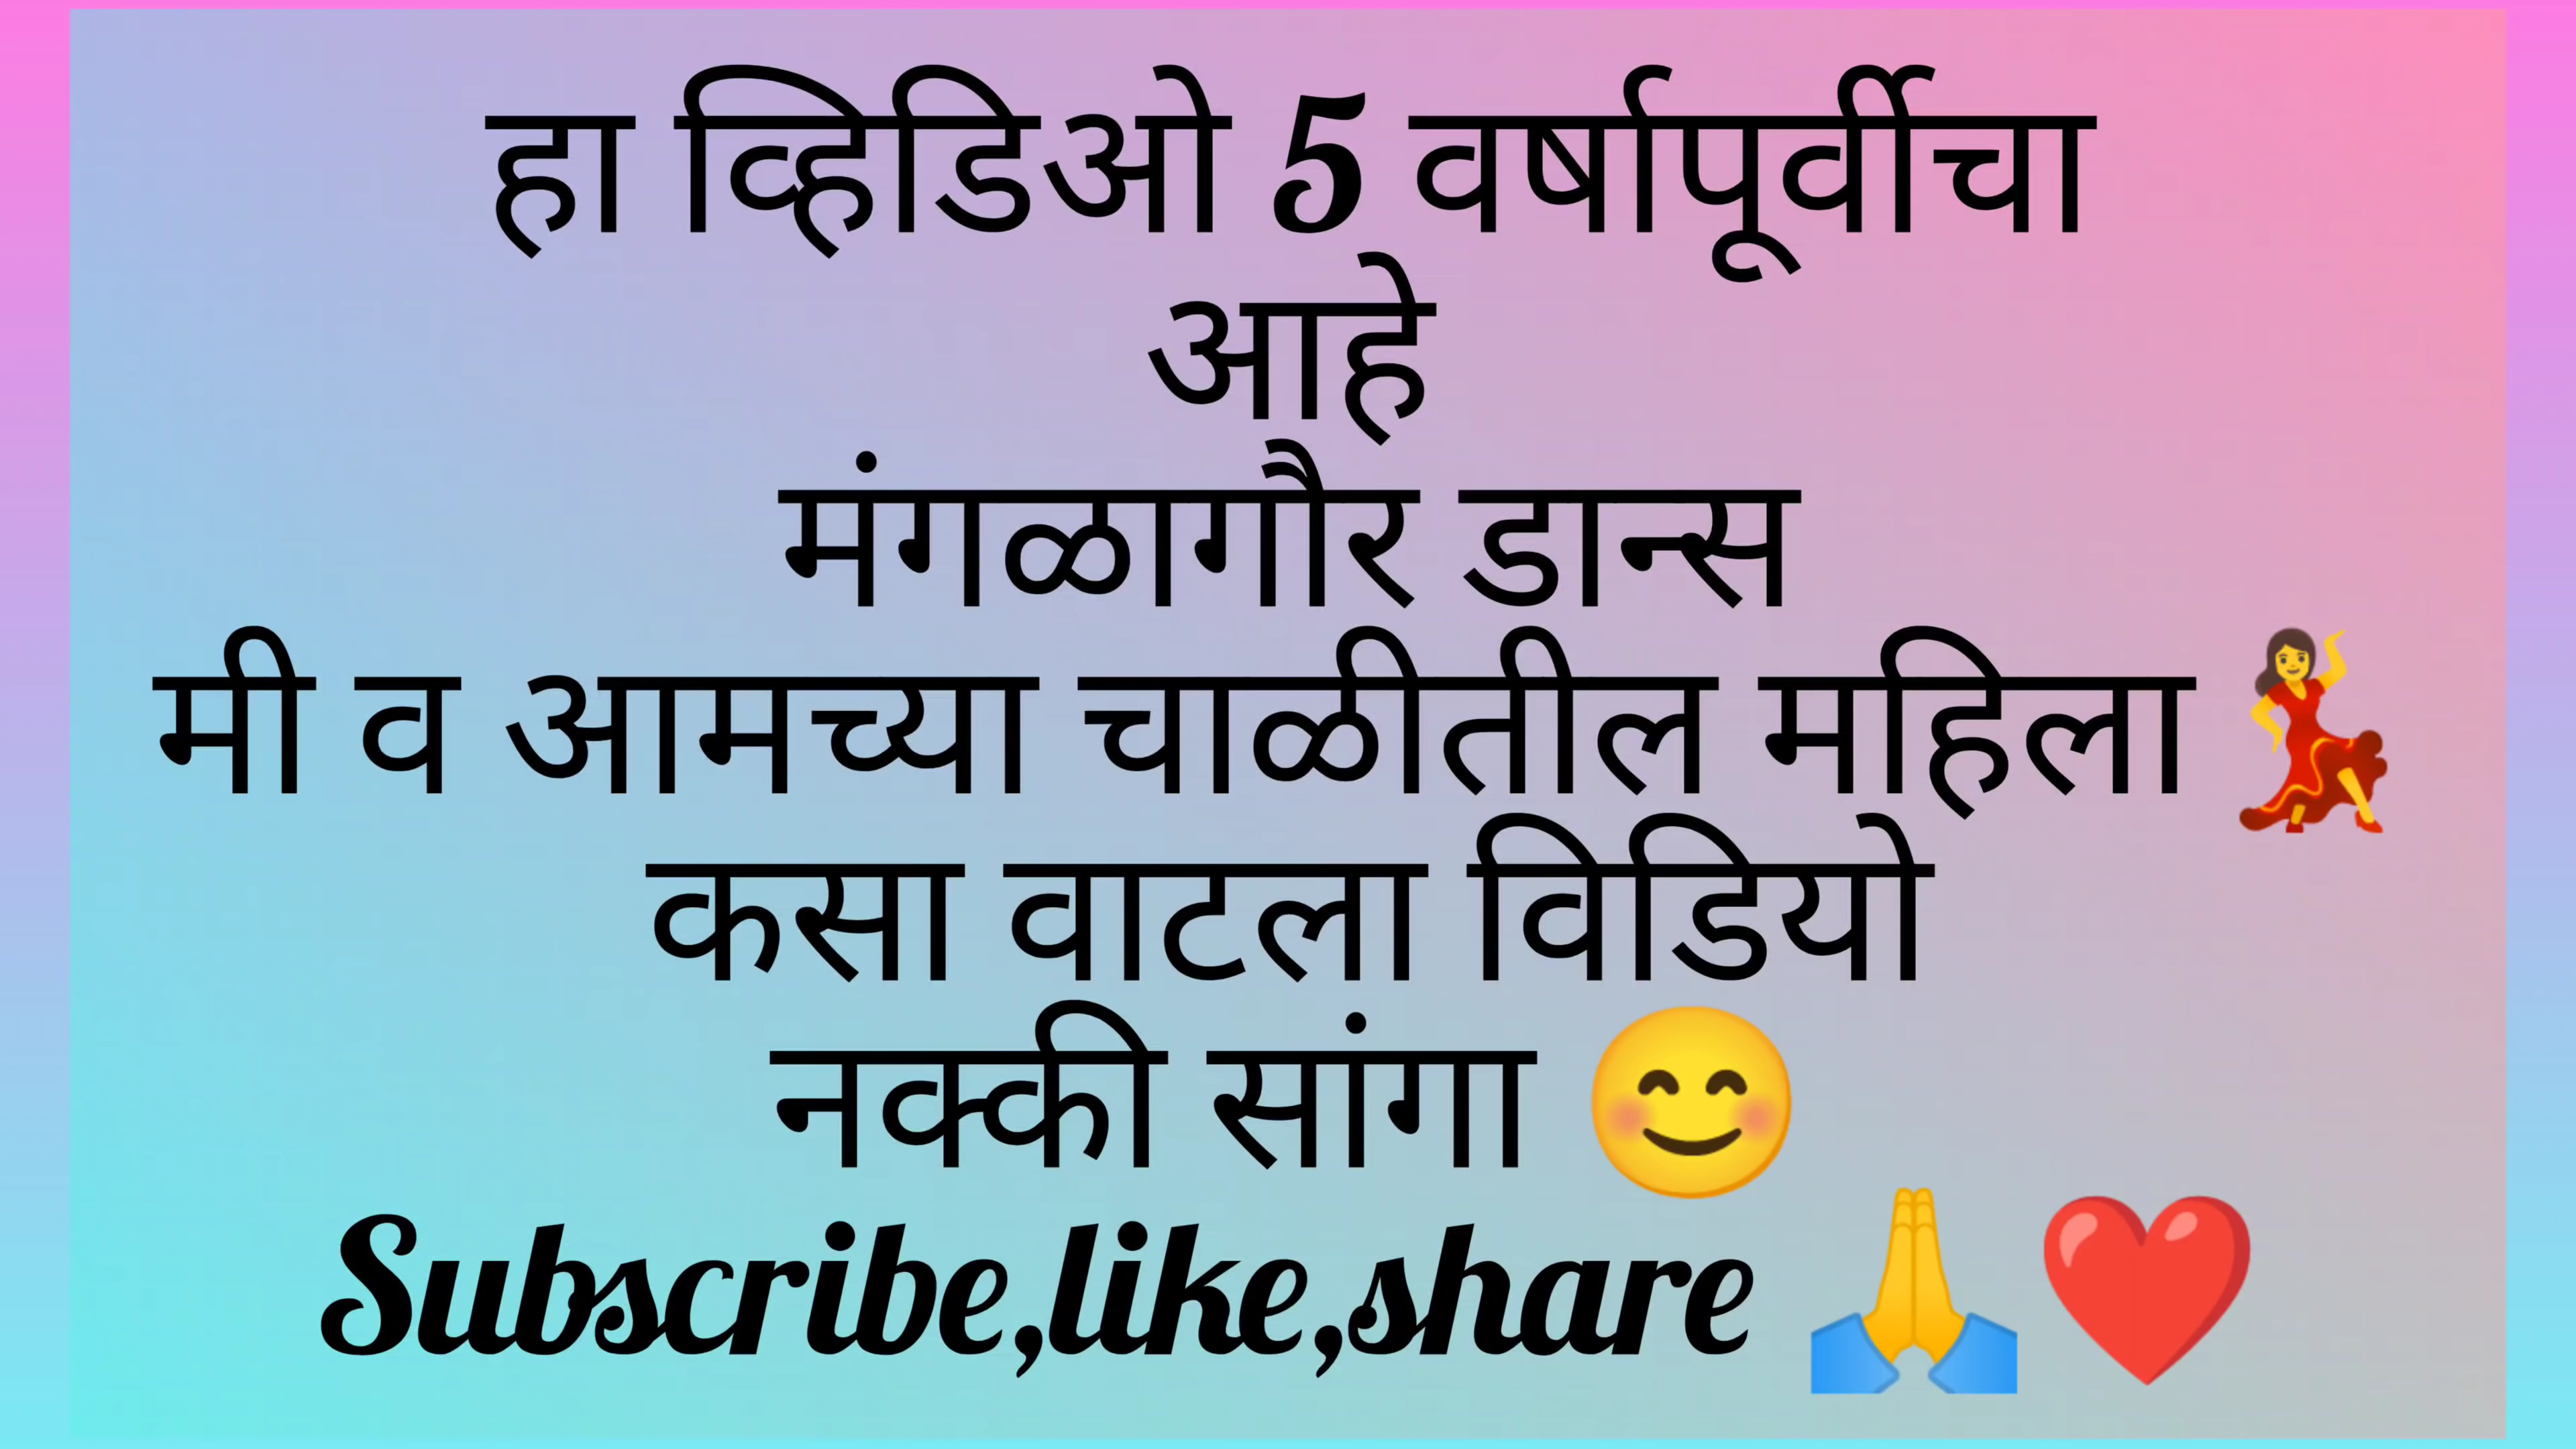 हा व्हिडिओ 5 वर्षापूर्वीचा
आहे
मंगळागौर डान्स
मी व आमच्या चाळीतील महिला💃
कसा वाटला विडियो
नक्की सांगा 😊
Subscribe,like,share 🙏❤️